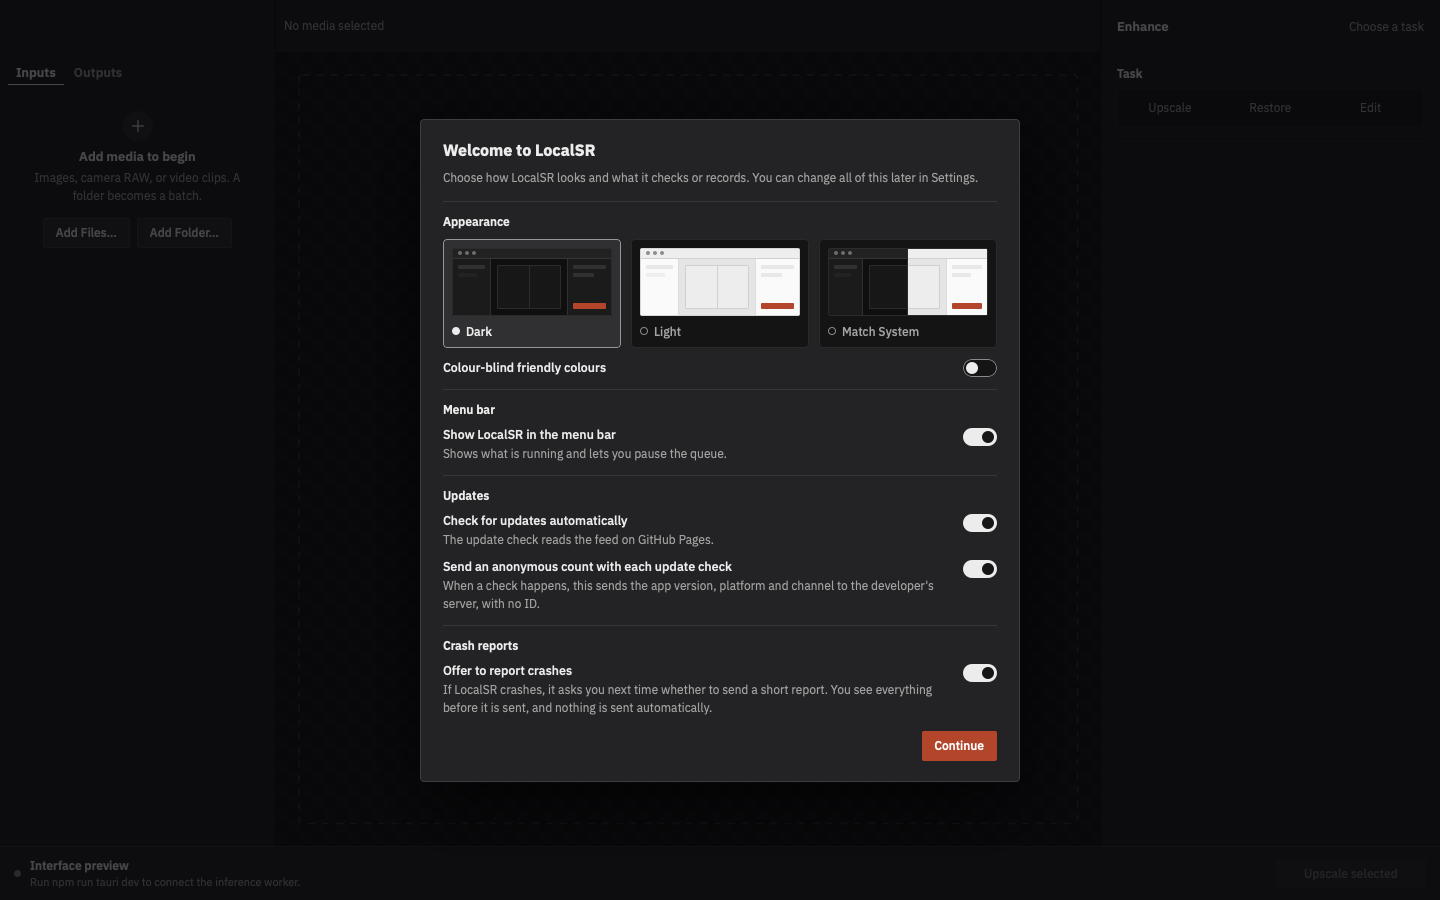 No media selected
Enhance
Choose a task
Inputs
Outputs
Task
Upscale
Restore
Edit
Add media to begin
Images, camera RAW, or video clips. A
folder becomes a batch.
Add Files...
Add Folder...
Welcome to LocalSR
Choose how LocalSR looks and what it checks or records. You can change all of this later in Settings.
Appearance
Dark
Light
Match System
Colour-blind friendly colours
Menu bar
Show LocalSR in the menu bar
Shows what is running and lets you pause the queue.
Updates
Check for updates automatically
The update check reads the feed on GitHub Pages.
Send an anonymous count with each update check
When a check happens, this sends the app version, platform and channel to the developer's
server, with no ID.
Crash reports
Offer to report crashes
If LocalSR crashes, it asks you next time whether to send a short report. You see everything
before it is sent, and nothing is sent automatically.
Continue
Interface preview
Run npm run tauri dev to connect the inference worker.
Upscale selected